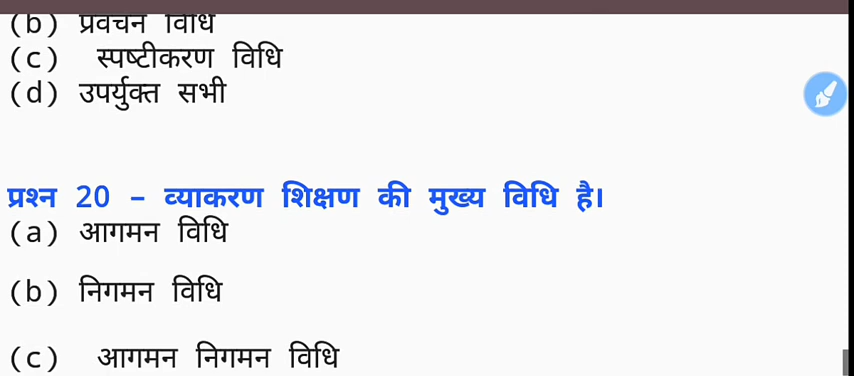 (b) प्रवचन विधि
(c) स्पष्टीकरण विधि
(d) उपर्युक्त सभी
प्रश्न 20 - व्याकरण शिक्षण की मुख्य विधि है।
(a) आगमन विधि
(b) निगमन विधि
(c) आगमन निगमन विधि